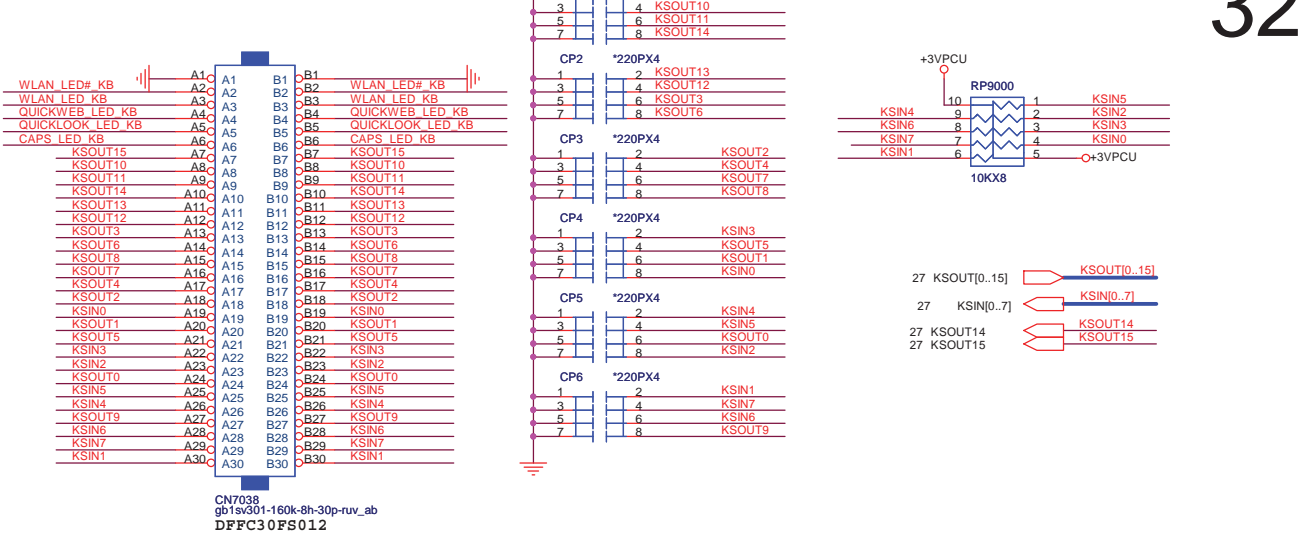 32
3 4 KSOUT10
5 6 KSOUT11
7 8 KSOUT14
CP2 *220PX4
1 2 KSOUT13
3 4 KSOUT12
5 6 KSOUT3
7 8 KSOUT6
CP3 *220PX4
1 2 KSOUT2
3 4 KSOUT4
5 6 KSOUT7
7 8 KSOUT8
CP4 *220PX4
1 2 KSIN3
3 4 KSOUT5
5 6 KSOUT1
7 8 KSIN0
CP5 *220PX4
1 2 KSIN4
3 4 KSIN5
5 6 KSOUT0
7 8 KSIN2
CP6 *220PX4
1 2 KSIN1
3 4 KSIN7
5 6 KSIN6
7 8 KSOUT9
A1 A1 B1 B1
WLAN_LED#_KB A2 A2 B2 B2 WLAN_LED#_KB
WLAN_LED_KB A3 A3 B3 B3 WLAN_LED_KB
QUICKWEB_LED_KB A4 A4 B4 B4 QUICKWEB_LED_KB
QUICKLOOK_LED_KB A5 A5 B5 B5 QUICKLOOK_LED_KB
CAPS_LED_KB A6 A6 B6 B6 CAPS_LED_KB
KSOUT15 A7 A7 B7 B7 KSOUT15
KSOUT10 A8 A8 B8 B8 KSOUT10
KSOUT11 A9 A9 B9 B9 KSOUT11
KSOUT14 A10 A10 B10 B10 KSOUT14
KSOUT13 A11 A11 B11 B11 KSOUT13
KSOUT12 A12 A12 B12 B12 KSOUT12
KSOUT3 A13 A13 B13 B13 KSOUT3
KSOUT6 A14 A14 B14 B14 KSOUT6
KSOUT8 A15 A15 B15 B15 KSOUT8
KSOUT7 A16 A16 B16 B16 KSOUT7
KSOUT4 A17 A17 B17 B17 KSOUT4
KSOUT2 A18 A18 B18 B18 KSOUT2
KSIN0 A19 A19 B19 B19 KSIN0
KSOUT1 A20 A20 B20 B20 KSOUT1
KSOUT5 A21 A21 B21 B21 KSOUT5
KSIN3 A22 A22 B22 B22 KSIN3
KSIN2 A23 A23 B23 B23 KSIN2
KSOUT0 A24 A24 B24 B24 KSOUT0
KSIN5 A25 A25 B25 B25 KSIN5
KSIN4 A26 A26 B26 B26 KSIN4
KSOUT9 A27 A27 B27 B27 KSOUT9
KSIN6 A28 A28 B28 B28 KSIN6
KSIN7 A29 A29 B29 B29 KSIN7
KSIN1 A30 A30 B30 B30 KSIN1
CN7038
gb1sv301-160k-8h-30p-ruv_ab
DFFC30FS012
+3VPCU
RP9000
10 1 KSIN5
KSIN4 9 2 KSIN2
KSIN6 8 3 KSIN3
KSIN7 7 4 KSIN0
KSIN1 6 5 +3VPCU
10KX8
27 KSOUT[0..15] KSOUT[0..15]
27 KSIN[0..7] KSIN[0..7]
27 KSOUT14 KSOUT14
27 KSOUT15 KSOUT15